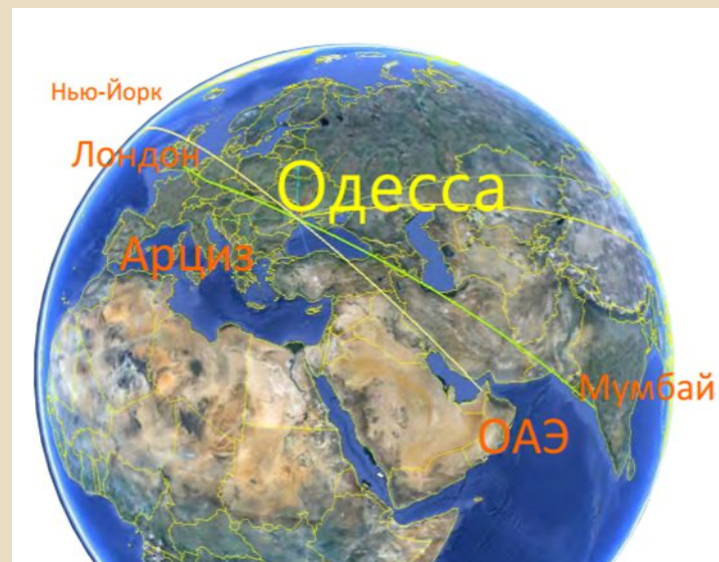 Нью-Йорк
Лондон
Одесса
Арциз
Мумбай
ОАЭ